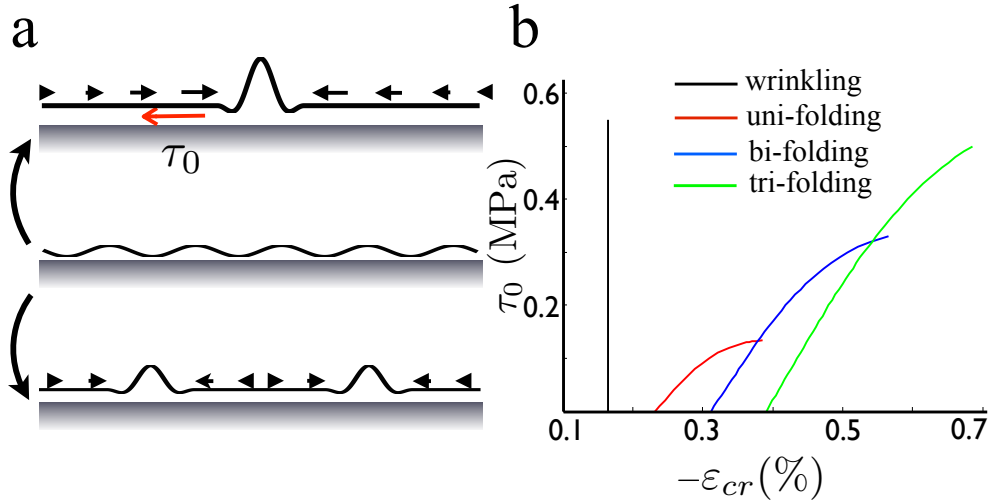 a
τ₀
b
wrinkling
uni-folding
bi-folding
tri-folding
τ₀ (MPa)
0.6
0.4
0.2
0.1
0.3
0.5
0.7
−ε_cr(%)